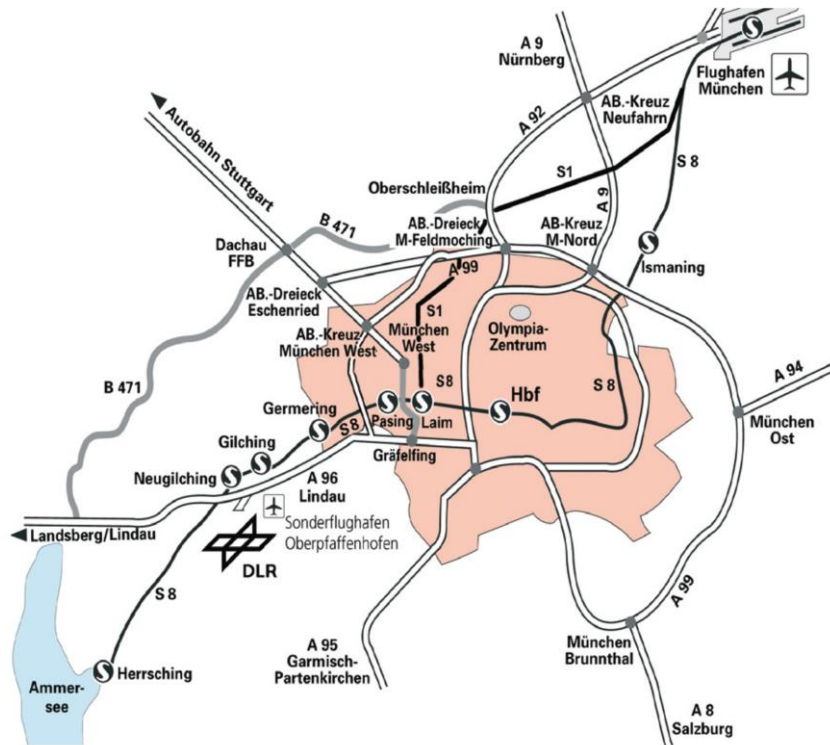 A 9
Nürnberg
Flughafen
München
AB.-Kreuz
Neufahrn
A 92
Autobahn Stuttgart
S1
S 8
A 9
Oberschleißheim
B 471
AB.-Dreieck
M-Feldmoching
AB-Kreuz
M-Nord
Dachau
FFB
Ismaning
A 99
AB.-Dreieck
Eschenried
S1
München
West
Olympia-
Zentrum
AB.-Kreuz
München West
B 471
S 8
Hbf
S 8
A 94
Germering
Pasing
Laim
München
Ost
S 8
Gilching
Gräfelfing
Neugilching
A 96
Lindau
Landsberg/Lindau
Sonderflughafen
Oberpfaffenhofen
DLR
S 8
A 99
A 95
Garmisch-
Partenkirchen
München
Brunnthal
Herrsching
Ammer-
see
A 8
Salzburg